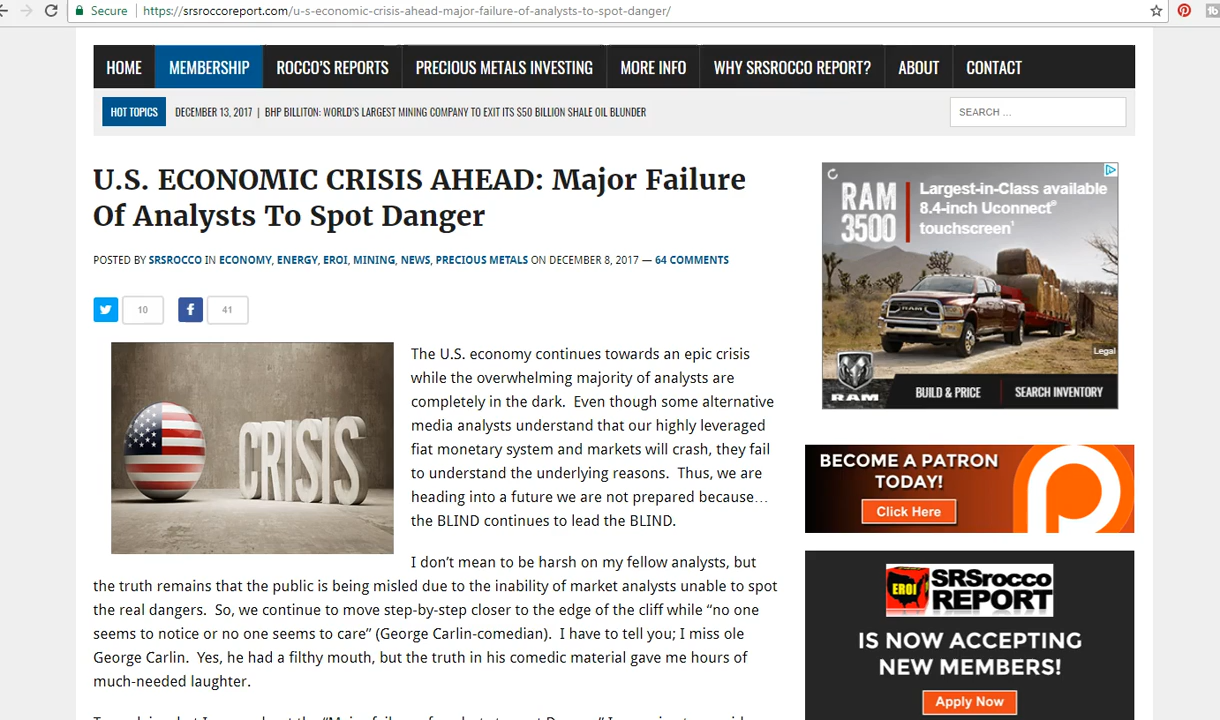 Secure
https://srsroccoreport.com/u-s-economic-crisis-ahead-major-failure-of-analysts-to-spot-danger/
HOME MEMBERSHIP ROCCO'S REPORTS PRECIOUS METALS INVESTING MORE INFO WHY SRSROCCO REPORT? ABOUT CONTACT
HOT TOPICS DECEMBER 13, 2017 | BHP BILLITON: WORLD'S LARGEST MINING COMPANY TO EXIT ITS $50 BILLION SHALE OIL BLUNDER
SEARCH ...
U.S. ECONOMIC CRISIS AHEAD: Major Failure
Of Analysts To Spot Danger
POSTED BY SRSROCCO IN ECONOMY, ENERGY, EROI, MINING, NEWS, PRECIOUS METALS ON DECEMBER 8, 2017 — 64 COMMENTS
10
41
CRISIS
The U.S. economy continues towards an epic crisis
while the overwhelming majority of analysts are
completely in the dark.  Even though some alternative
media analysts understand that our highly leveraged
fiat monetary system and markets will crash, they fail
to understand the underlying reasons.  Thus, we are
heading into a future we are not prepared because…
the BLIND continues to lead the BLIND.
I don't mean to be harsh on my fellow analysts, but
the truth remains that the public is being misled due to the inability of market analysts unable to spot
the real dangers.  So, we continue to move step-by-step closer to the edge of the cliff while “no one
seems to notice or no one seems to care” (George Carlin-comedian).  I have to tell you; I miss ole
George Carlin.  Yes, he had a filthy mouth, but the truth in his comedic material gave me hours of
much-needed laughter.
RAM
3500
Largest-in-Class available
8.4-inch Uconnect®
touchscreen¹
RAM
Legal
RAM
BUILD & PRICE
SEARCH INVENTORY
BECOME A PATRON
TODAY!
Click Here
EROI
SRSrocco
REPORT
IS NOW ACCEPTING
NEW MEMBERS!
Apply Now